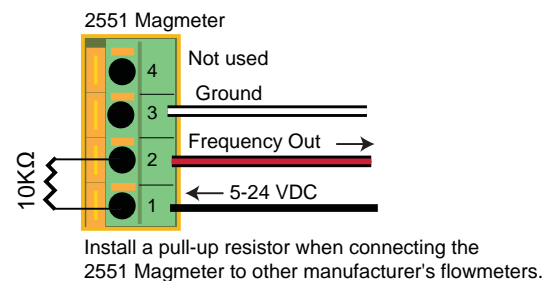 2551 Magmeter
4 Not used
3 Ground
2 Frequency Out
1 5-24 VDC
10KΩ
Install a pull-up resistor when connecting the
2551 Magmeter to other manufacturer's flowmeters.